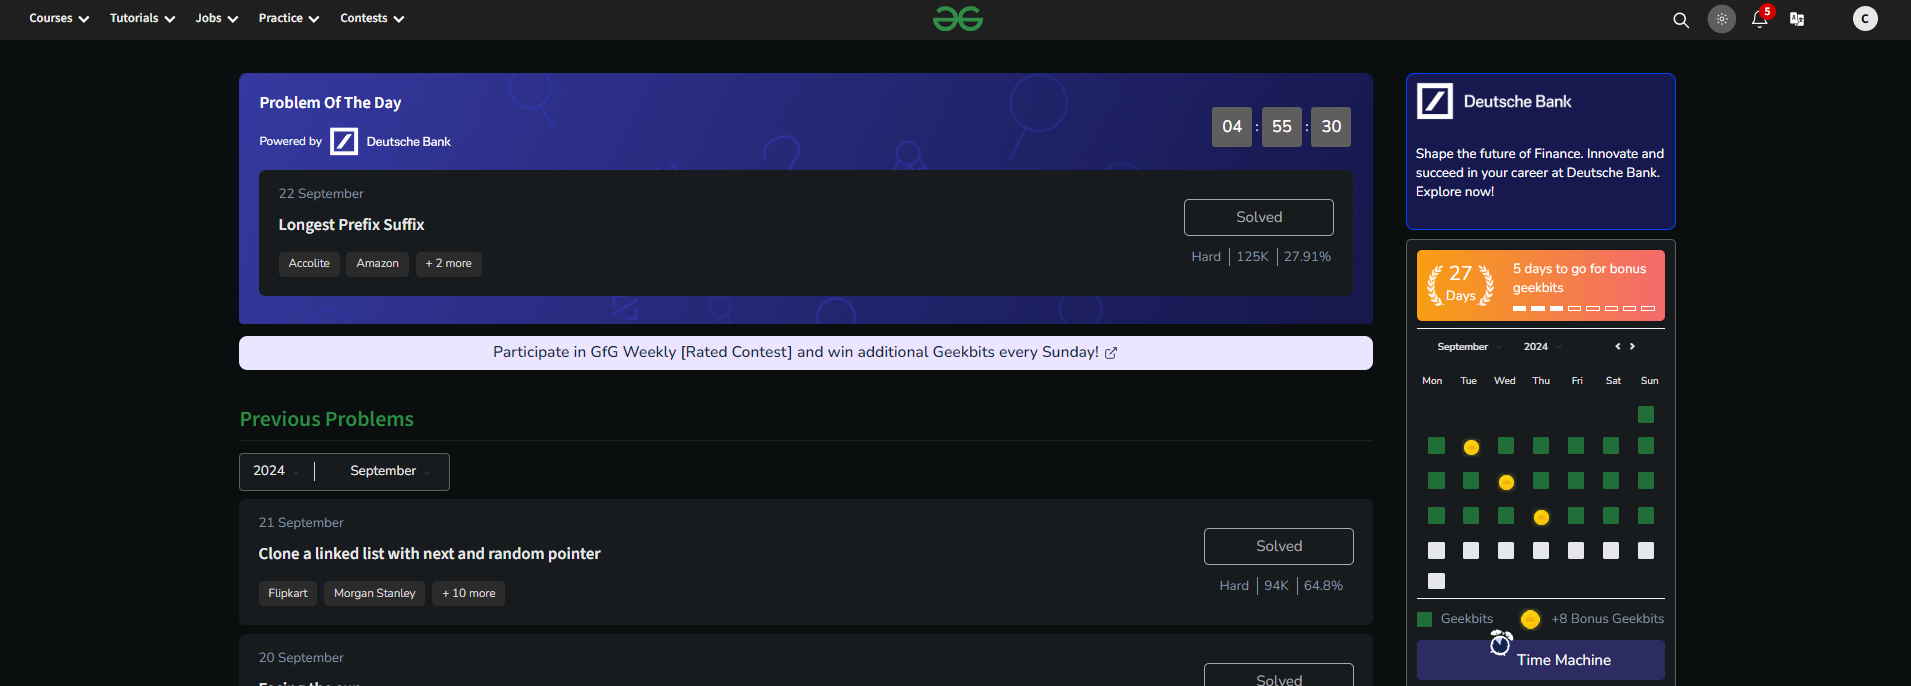 Courses Tutorials Jobs Practice Contests
5
C
Problem Of The Day
Powered by Deutsche Bank
04 : 55 : 30
22 September
Longest Prefix Suffix
Accolite Amazon + 2 more
Solved
Hard 125K 27.91%
Participate in GfG Weekly [Rated Contest] and win additional Geekbits every Sunday!
Previous Problems
2024 September
21 September
Clone a linked list with next and random pointer
Flipkart Morgan Stanley + 10 more
Solved
Hard 94K 64.8%
20 September
Facing the sun
Solved
Deutsche Bank
Shape the future of Finance. Innovate and
succeed in your career at Deutsche Bank.
Explore now!
27
Days
5 days to go for bonus
geekbits
September 2024
Mon Tue Wed Thu Fri Sat Sun
Geekbits +8 Bonus Geekbits
Time Machine